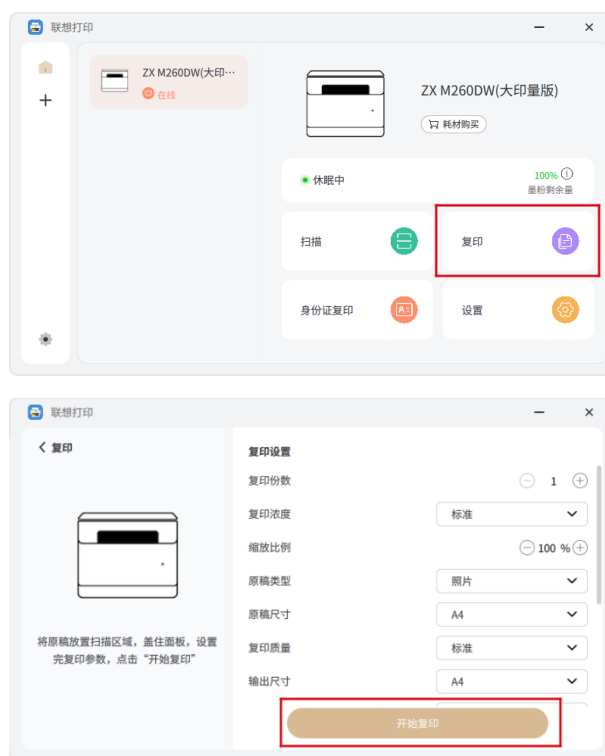 联想打印
ZX M260DW(大印…
在线
ZX M260DW(大印量版)
耗材购买
休眠中
100%
墨粉剩余量
扫描
复印
身份证复印
设置
联想打印
复印
将原稿放置扫描区域，盖住面板，设置
完复印参数，点击“开始复印”
复印设置
复印份数 1
复印浓度 标准
缩放比例 100 %
原稿类型 照片
原稿尺寸 A4
复印质量 标准
输出尺寸 A4
开始复印